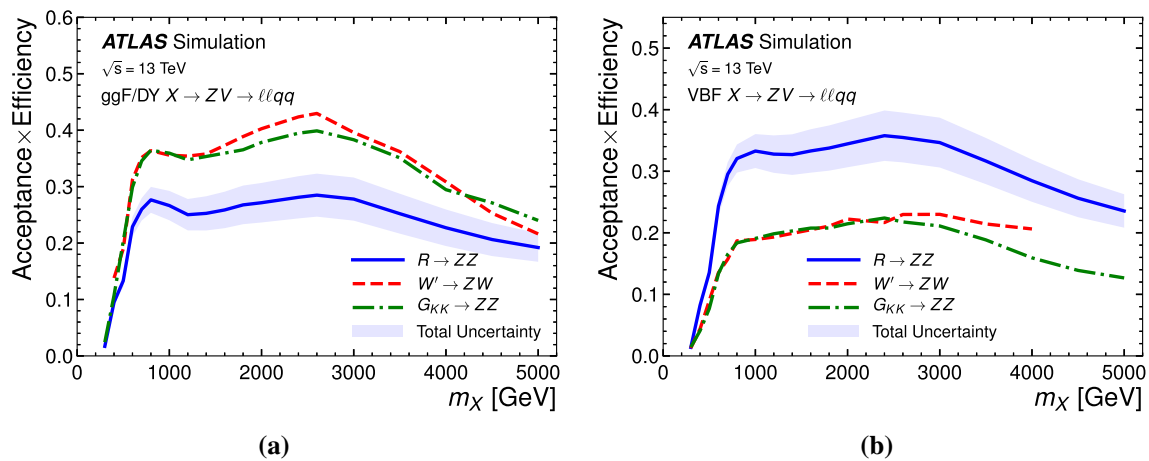 Acceptance×Efficiency
0.6
0.5
0.4
0.3
0.2
0.1
0.0
ATLAS Simulation
√s = 13 TeV
ggF/DY X → ZV → ℓℓqq
R → ZZ
W′ → ZW
G_KK → ZZ
Total Uncertainty
0 1000 2000 3000 4000 5000
m_X [GeV]
(a)
Acceptance×Efficiency
0.5
0.4
0.3
0.2
0.1
0.0
ATLAS Simulation
√s = 13 TeV
VBF X → ZV → ℓℓqq
R → ZZ
W′ → ZW
G_KK → ZZ
Total Uncertainty
0 1000 2000 3000 4000 5000
m_X [GeV]
(b)